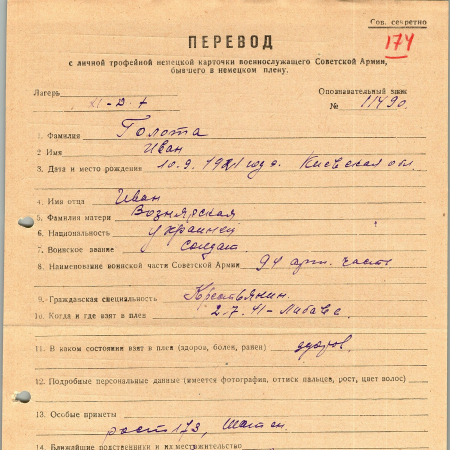 Сов. секретно
174
ПЕРЕВОД
с личной трофейной немецкой карточки военнослужащего Советской Армии,
бывшего в немецком плену.
Лагерь
Опознавательный знак
XI-D
№ 11490.
1. Фамилия Голота
2 Имя Иван
3. Дата и место рождения 10.9.1921 года. Киевская обл.
4. Имя отца Иван
5. Фамилия матери Вознярская
6. Национальность украинец
7. Воинское звание солдат
8. Наименование воинской части Советской Армии 94 арт. часть
9. Гражданская специальность Крестьянин.
10. Когда и где взят в плен 2.7.41 - Либава.
11. В каком состоянии взят в плен (здоров, болен, ранен) здоров.
12. Подробные персональные данные (имеется фотография, оттиск пальцев, рост, цвет волос)
13. Особые приметы
рост 173, шатен.
14. Ближайшие родственники и их местожительство